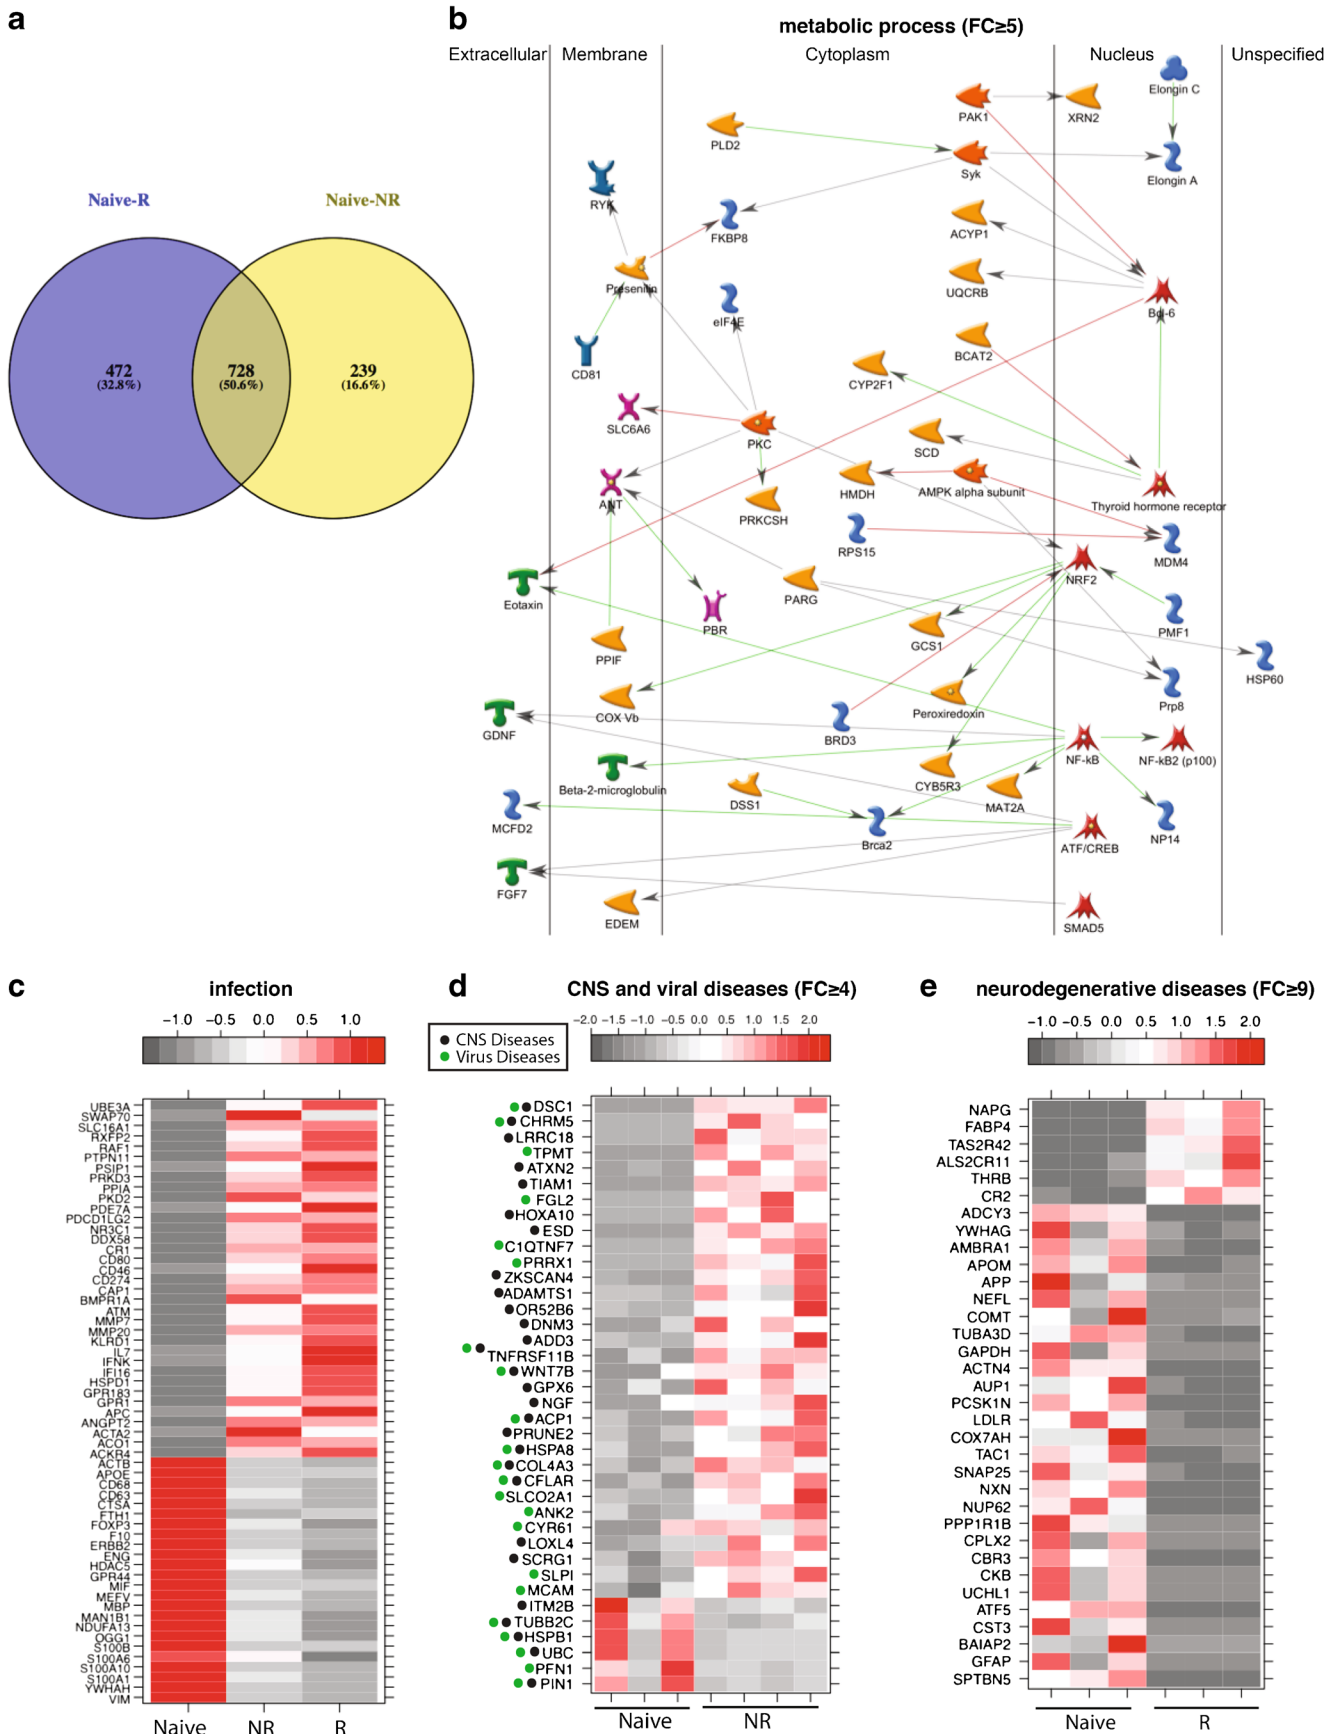 a
Naive-R
Naive-NR
472
(32.8%)
728
(50.6%)
239
(16.6%)
b
metabolic process (FC≥5)
Extracellular
Membrane
Cytoplasm
Nucleus
Unspecified
Elongin C
PAK1
XRN2
PLD2
Syk
Elongin A
RYK
FKBP8
ACYP1
Presenilin
UQCRB
eIF4E
Bcl-6
CD81
BCAT2
CYP2F1
SLC6A6
PKC
SCD
ANT
PRKCSH
HMDH
AMPK alpha subunit
Thyroid hormone receptor
RPS15
MDM4
NRF2
Eotaxin
PARG
PBR
GCS1
PMF1
PPIF
HSP60
Prp8
COX Vb
Peroxiredoxin
GDNF
BRD3
NF-kB
NF-kB2 (p100)
Beta-2-microglobulin
CYB5R3
DSS1
MAT2A
MCFD2
Brca2
NP14
ATF/CREB
FGF7
EDEM
SMAD5
c
infection
−1.0 −0.5 0.0 0.5 1.0
UBE3A
SWAP70
SLC16A1
RXFP2
RAF1
PTPN11
PSIP1
PRKD3
PPIA
PKD2
PDE7A
PDCD1LG2
NR3C1
DDX58
CR1
CD80
CD46
CD274
CAP1
BMPR1A
ATM
MMP7
MMP20
KLRD1
IL7
IFNK
IFI16
HSPD1
GPR183
GPR1
APC
ANGPT2
ACTA2
ACO1
ACKR4
ACTB
APOE
CD68
CD63
CTSA
FTH1
FOXP3
F10
ERBB2
ENG
HDAC5
GPR44
MIF
MEFV
MBP
MAN1B1
NDUFA13
OGG1
S100B
S100A6
S100A10
S100A1
YWHAH
VIM
Naive NR R
d
CNS and viral diseases (FC≥4)
−2.0 −1.5 −1.0 −0.5 0.0 0.5 1.0 1.5 2.0
CNS Diseases
Virus Diseases
DSC1
CHRM5
LRRC18
TPMT
ATXN2
TIAM1
FGL2
HOXA10
ESD
C1QTNF7
PRRX1
ZKSCAN4
ADAMTS1
OR52B6
DNM3
ADD3
TNFRSF11B
WNT7B
GPX6
NGF
ACP1
PRUNE2
HSPA8
COL4A3
CFLAR
SLCO2A1
ANK2
CYR61
LOXL4
SCRG1
SLPI
MCAM
ITM2B
TUBB2C
HSPB1
UBC
PFN1
PIN1
Naive NR
e
neurodegenerative diseases (FC≥9)
−1.0 −0.5 0.0 0.5 1.0 1.5 2.0
NAPG
FABP4
TAS2R42
ALS2CR11
THRB
CR2
ADCY3
YWHAG
AMBRA1
APOM
APP
NEFL
COMT
TUBA3D
GAPDH
ACTN4
AUP1
PCSK1N
LDLR
COX7AH
TAC1
SNAP25
NXN
NUP62
PPP1R1B
CPLX2
CBR3
CKB
UCHL1
ATF5
CST3
BAIAP2
GFAP
SPTBN5
Naive R